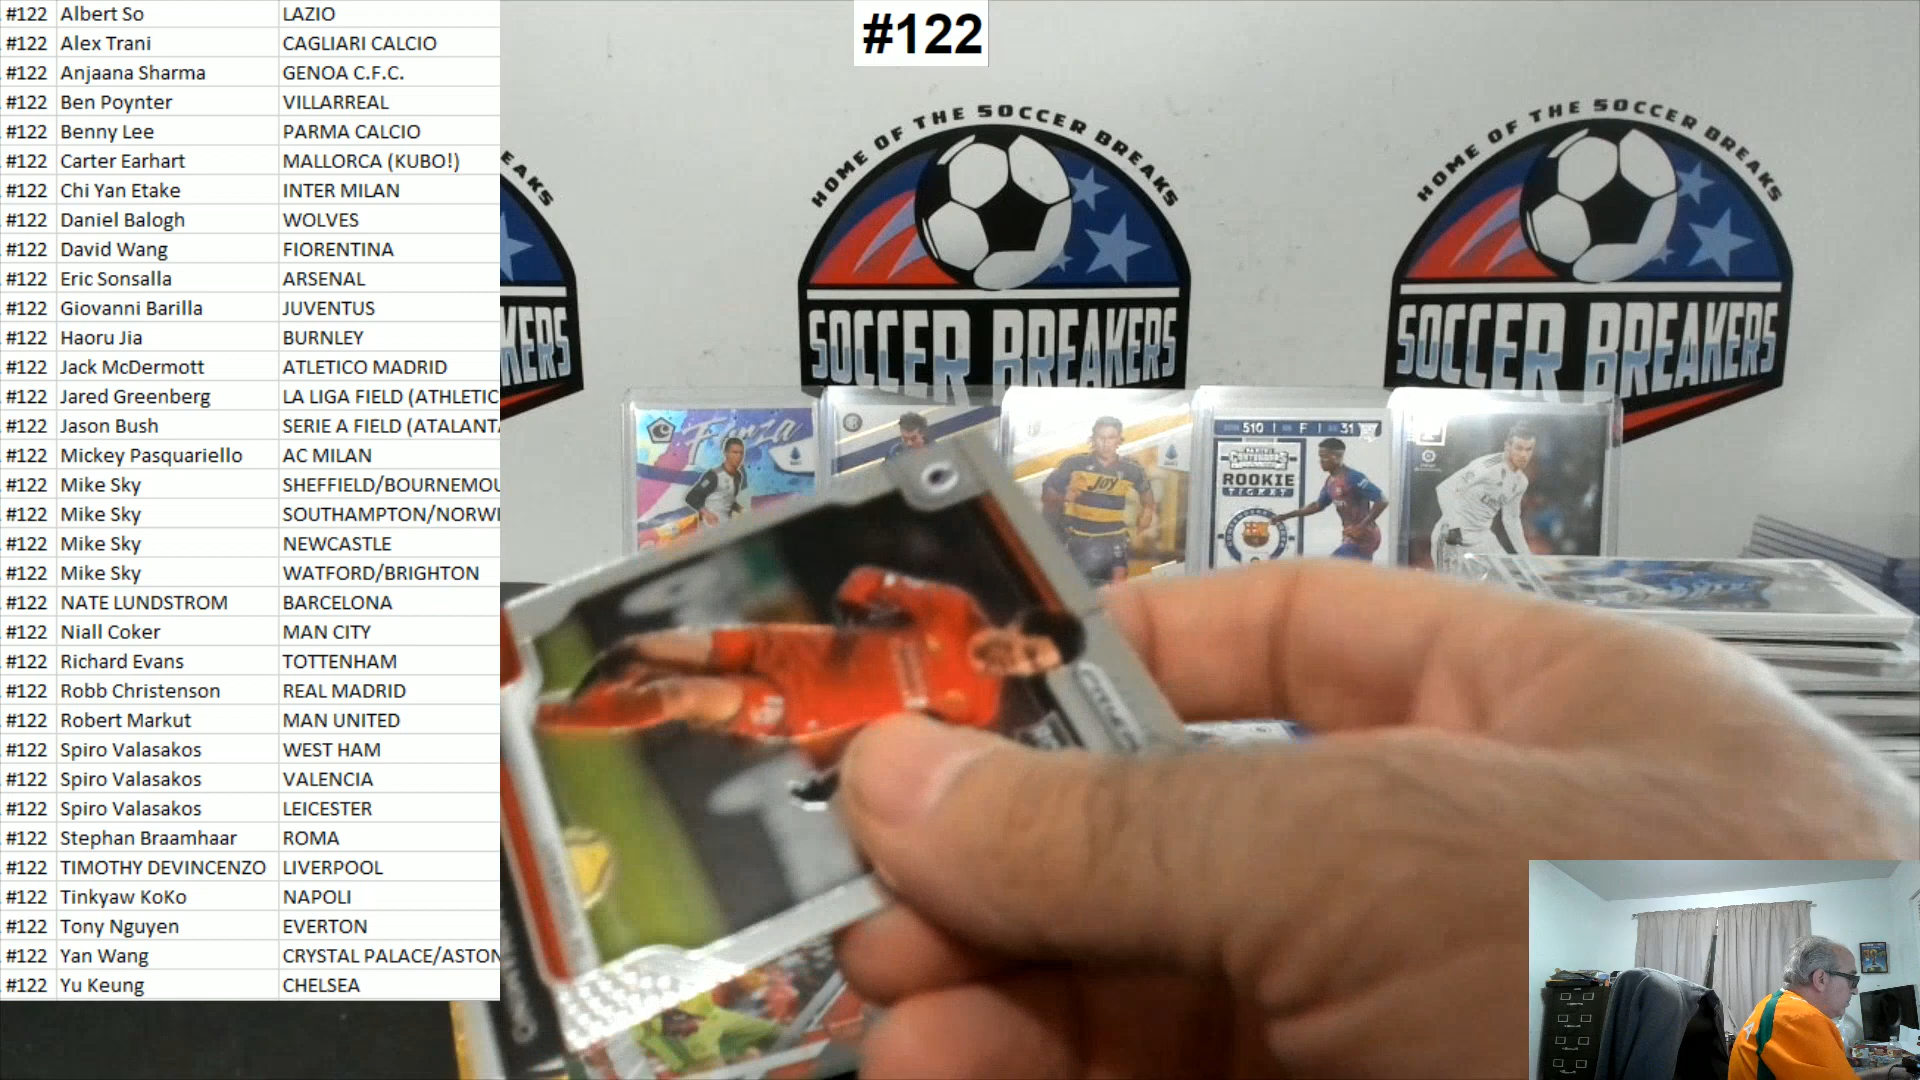 #122 Albert So LAZIO
#122 Alex Trani CAGLIARI CALCIO
#122 Anjaana Sharma GENOA C.F.C.
#122 Ben Poynter VILLARREAL
#122 Benny Lee PARMA CALCIO
#122 Carter Earhart MALLORCA (KUBO!)
#122 Chi Yan Etake INTER MILAN
#122 Daniel Balogh WOLVES
#122 David Wang FIORENTINA
#122 Eric Sonsalla ARSENAL
#122 Giovanni Barilla JUVENTUS
#122 Haoru Jia BURNLEY
#122 Jack McDermott ATLETICO MADRID
#122 Jared Greenberg LA LIGA FIELD (ATHLETIC
#122 Jason Bush SERIE A FIELD (ATALANT
#122 Mickey Pasquariello AC MILAN
#122 Mike Sky SHEFFIELD/BOURNEMOU
#122 Mike Sky SOUTHAMPTON/NORWI
#122 Mike Sky NEWCASTLE
#122 Mike Sky WATFORD/BRIGHTON
#122 NATE LUNDSTROM BARCELONA
#122 Niall Coker MAN CITY
#122 Richard Evans TOTTENHAM
#122 Robb Christenson REAL MADRID
#122 Robert Markut MAN UNITED
#122 Spiro Valasakos WEST HAM
#122 Spiro Valasakos VALENCIA
#122 Spiro Valasakos LEICESTER
#122 Stephan Braamhaar ROMA
#122 TIMOTHY DEVINCENZO LIVERPOOL
#122 Tinkyaw KoKo NAPOLI
#122 Tony Nguyen EVERTON
#122 Yan Wang CRYSTAL PALACE/ASTON
#122 Yu Keung CHELSEA
#122
EAKS
KERS
HOME OF THE SOCCER BREAKS
SOCCER BREAKERS
HOME OF THE SOCCER BREAKS
SOCCER BREAKERS
JOY
510 F 31
ROOKIE
TICKET